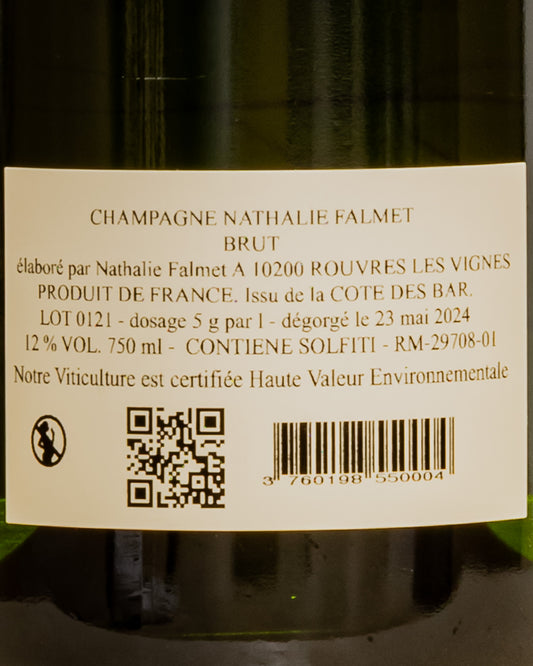 CHAMPAGNE NATHALIE FALMET
BRUT
élaboré par Nathalie Falmet A 10200 ROUVRES LES VIGNES
PRODUIT DE FRANCE. Issu de la COTE DES BAR.
LOT 0121 - dosage 5 g par l - dégorgé le 23 mai 2024
12 % VOL. 750 ml - CONTIENE SOLFITI - RM-29708-01
Notre Viticulture est certifiée Haute Valeur Environnementale
3 760198 550004